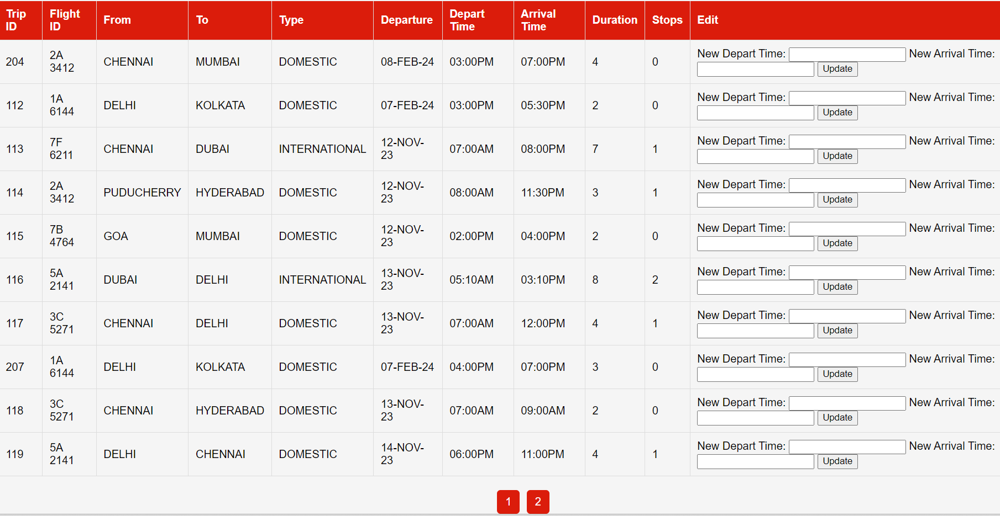 Trip ID Flight ID From To Type Departure Depart Time Arrival Time Duration Stops Edit
204 2A 3412 CHENNAI MUMBAI DOMESTIC 08-FEB-24 03:00PM 07:00PM 4 0 New Depart Time: New Arrival Time: Update
112 1A 6144 DELHI KOLKATA DOMESTIC 07-FEB-24 03:00PM 05:30PM 2 0 New Depart Time: New Arrival Time: Update
113 7F 6211 CHENNAI DUBAI INTERNATIONAL 12-NOV-23 07:00AM 08:00PM 7 1 New Depart Time: New Arrival Time: Update
114 2A 3412 PUDUCHERRY HYDERABAD DOMESTIC 12-NOV-23 08:00AM 11:30PM 3 1 New Depart Time: New Arrival Time: Update
115 7B 4764 GOA MUMBAI DOMESTIC 12-NOV-23 02:00PM 04:00PM 2 0 New Depart Time: New Arrival Time: Update
116 5A 2141 DUBAI DELHI INTERNATIONAL 13-NOV-23 05:10AM 03:10PM 8 2 New Depart Time: New Arrival Time: Update
117 3C 5271 CHENNAI DELHI DOMESTIC 13-NOV-23 07:00AM 12:00PM 4 1 New Depart Time: New Arrival Time: Update
207 1A 6144 DELHI KOLKATA DOMESTIC 07-FEB-24 04:00PM 07:00PM 3 0 New Depart Time: New Arrival Time: Update
118 3C 5271 CHENNAI HYDERABAD DOMESTIC 13-NOV-23 07:00AM 09:00AM 2 0 New Depart Time: New Arrival Time: Update
119 5A 2141 DELHI CHENNAI DOMESTIC 14-NOV-23 06:00PM 11:00PM 4 1 New Depart Time: New Arrival Time: Update
1 2